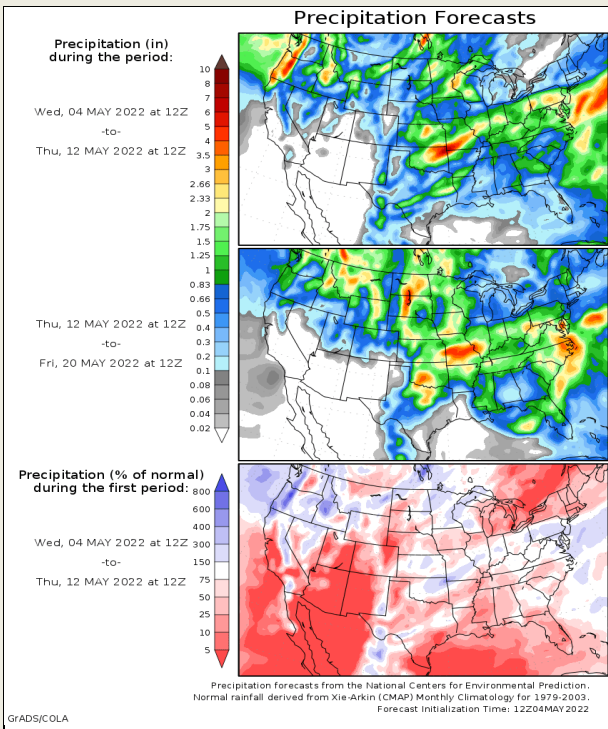 Precipitation Forecasts
Precipitation (in)
during the period:
Wed, 04 MAY 2022 at 12Z
-to-
Thu, 12 MAY 2022 at 12Z
10
8
7
6
5
4
3.5
3
2.66
2.33
2
1.75
1.5
1.25
1
0.83
0.66
0.5
0.4
0.3
0.2
0.1
0.08
0.06
0.04
0.02
Thu, 12 MAY 2022 at 12Z
-to-
Fri, 20 MAY 2022 at 12Z
Precipitation (% of normal)
during the first period:
Wed, 04 MAY 2022 at 12Z
-to-
Thu, 12 MAY 2022 at 12Z
800
600
400
300
150
75
50
25
10
5
Precipitation forecasts from the National Centers for Environmental Prediction.
Normal rainfall derived from Xie-Arkin (CMAP) Monthly Climatology for 1979-2003.
Forecast Initialization Time: 12Z04MAY2022
GrADS/COLA